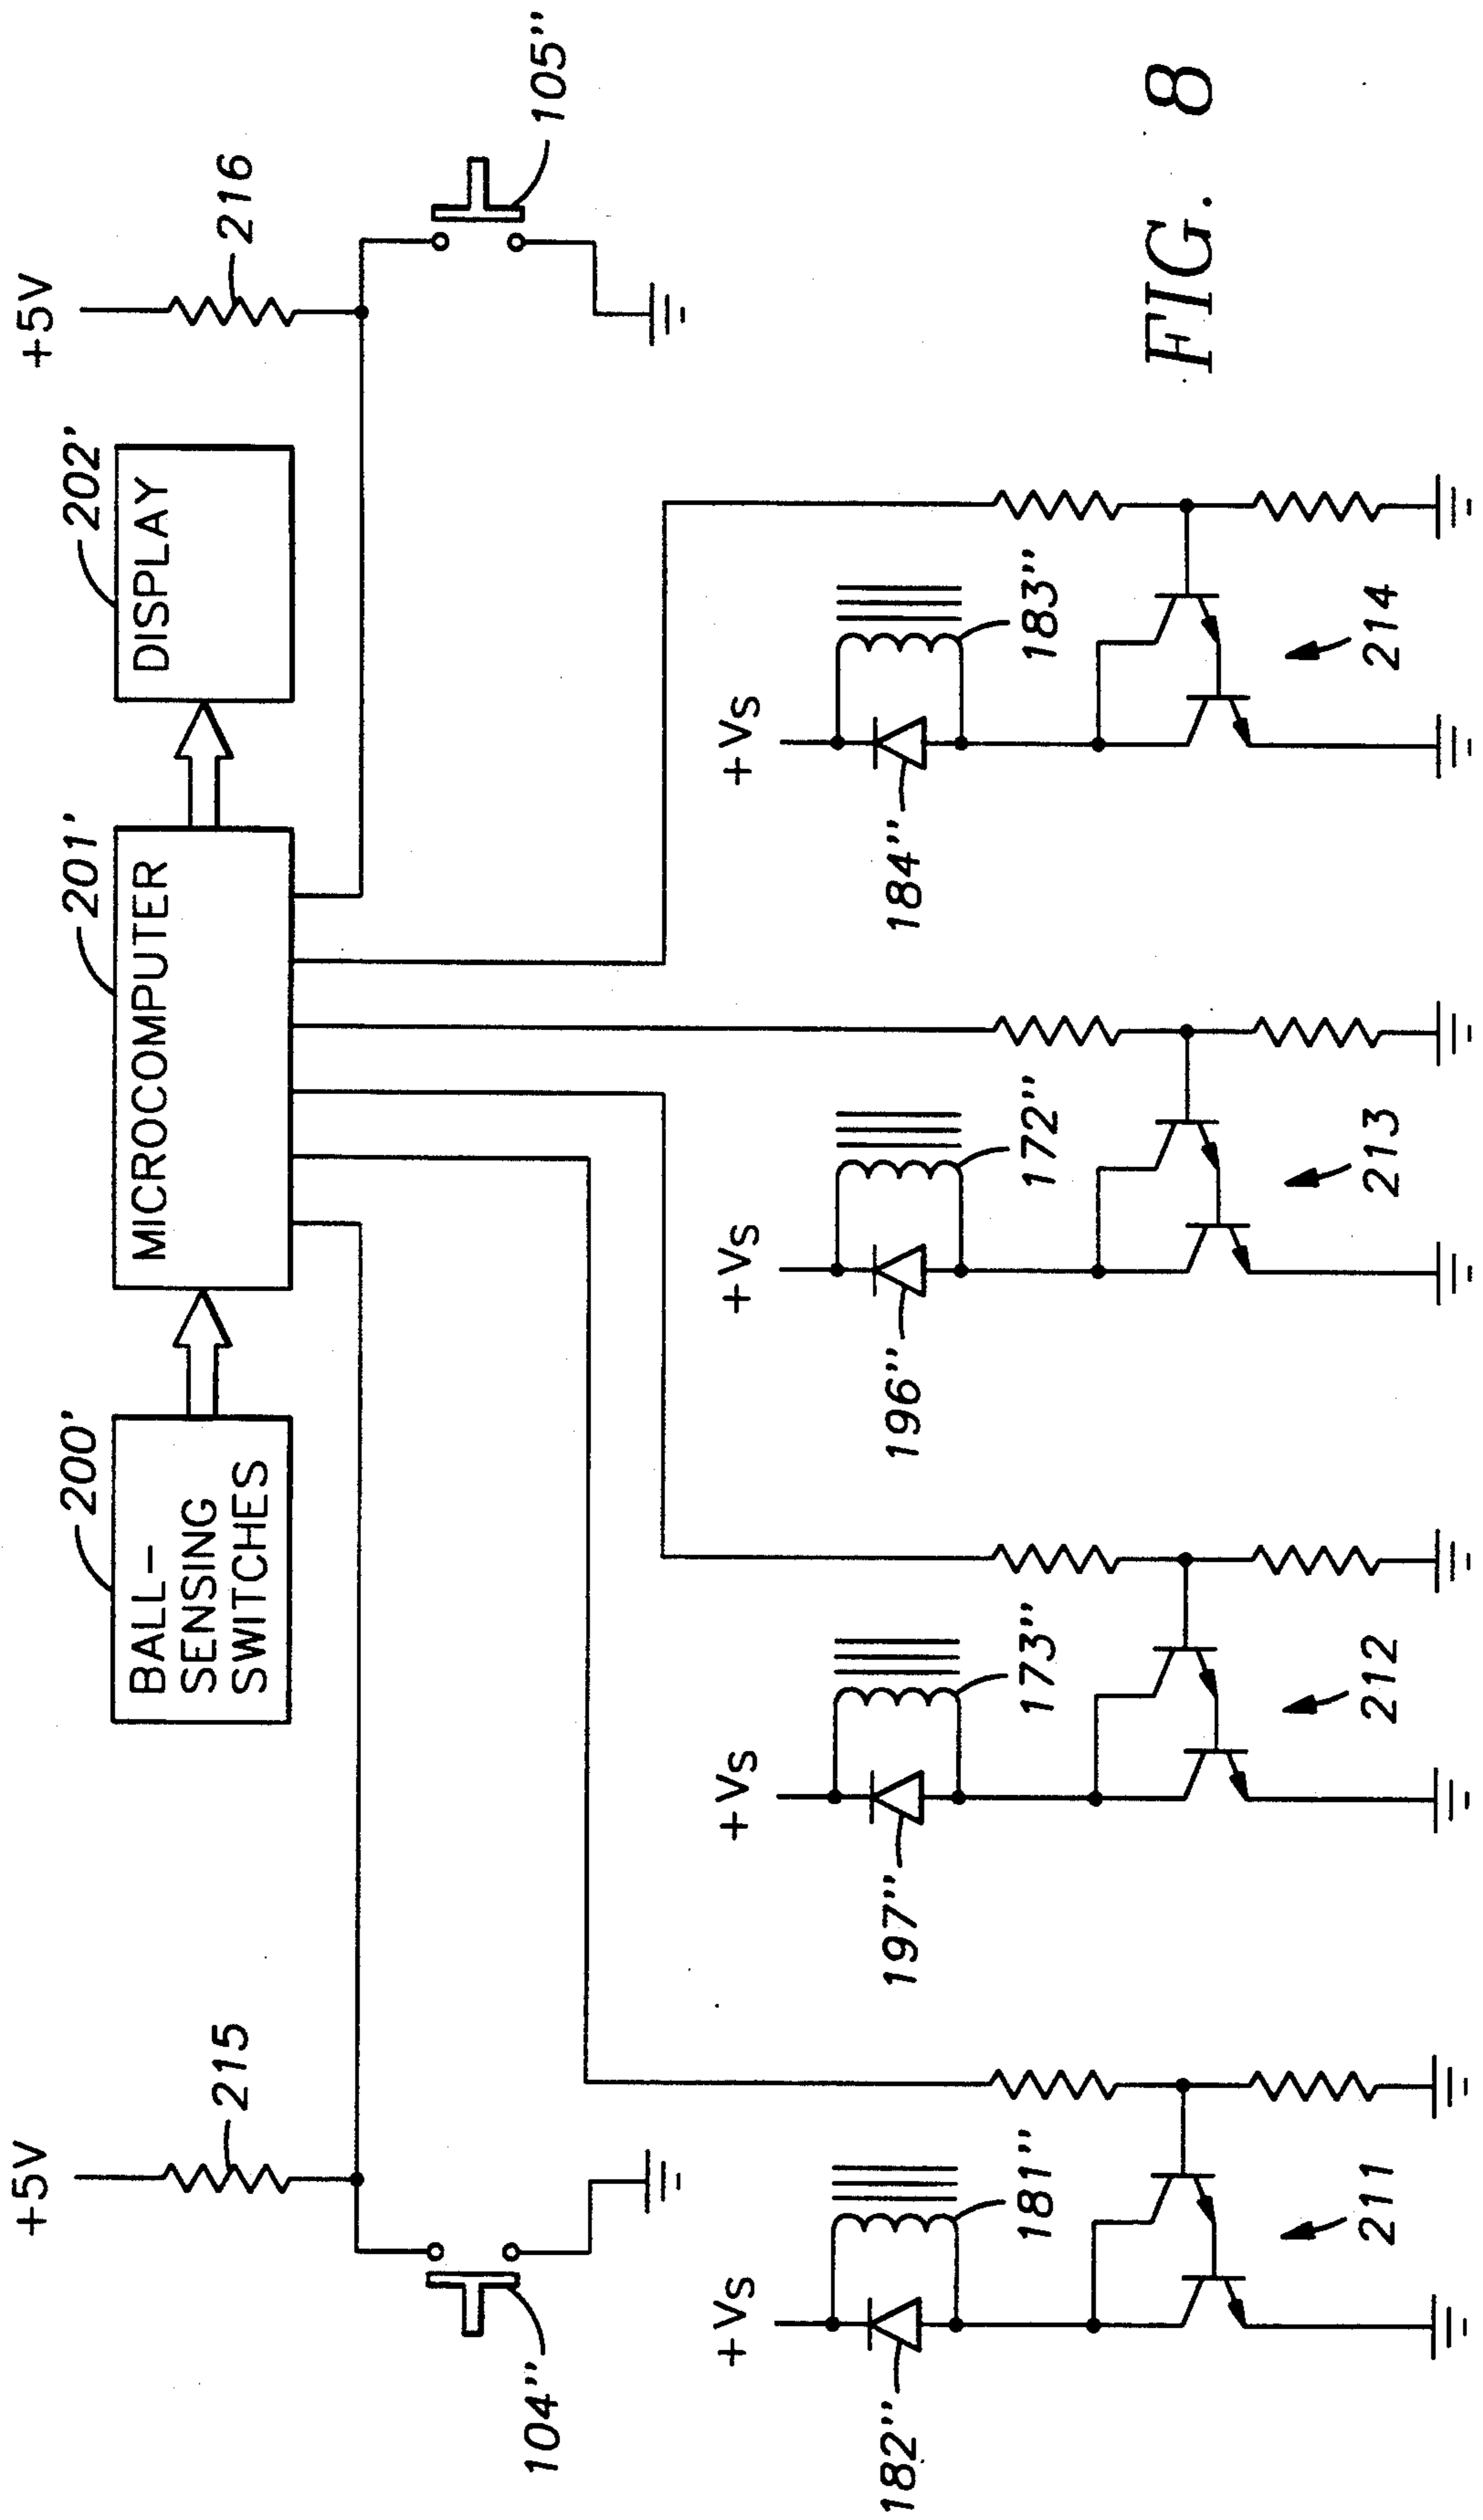 +5V
215
104"
200'
BALL-
SENSING
SWITCHES
201'
MICROCOMPUTER
202'
DISPLAY
+5V
216
105"
+Vs
182"
181"
211
+Vs
197"
173"
212
+Vs
196"
172"
213
+Vs
184"
183"
214
FIG. 8